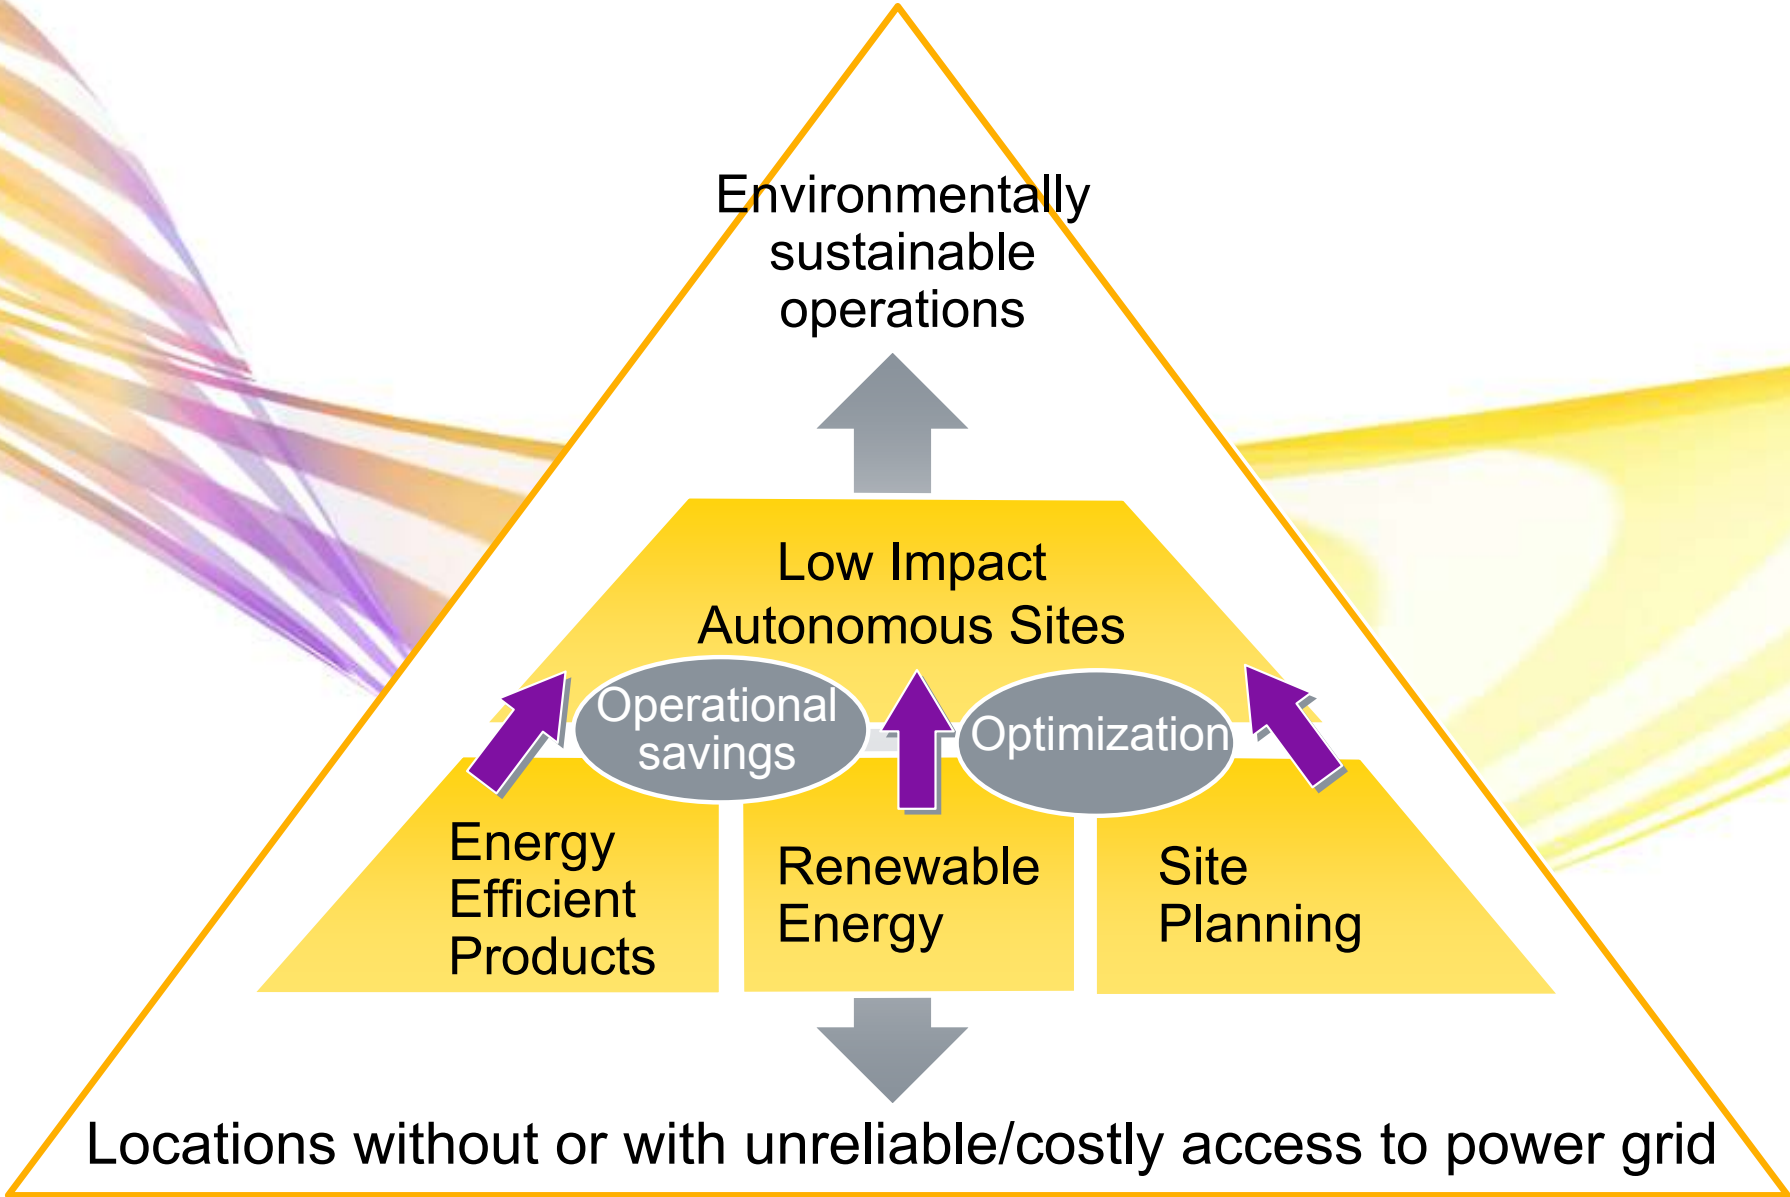 Environmentally
sustainable
operations
Low Impact
Autonomous Sites
Operational
savings
Optimization
Energy
Efficient
Products
Renewable
Energy
Site
Planning
Locations without or with unreliable/costly access to power grid